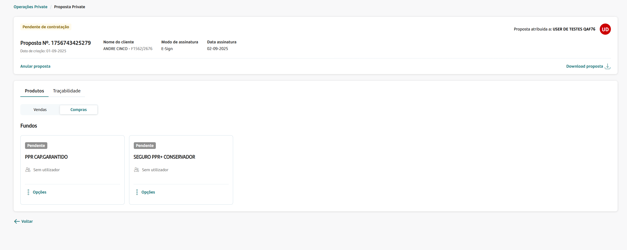 Operações Private / Proposta Private
Pendente de contratação
Proposta atribuída a: USER DE TESTES QAF76 UD
Proposta Nº. 1756743425279
Data de criação: 01-09-2025
Nome do cliente
ANDRE CINCO -
Modo de assinatura
E-Sign
Data assinatura
02-09-2025
Anular proposta
Download proposta
Produtos Traçabilidade
Vendas Compras
Fundos
Pendente
PPR CAP.GARANTIDO
Sem utilizador
Opções
Pendente
SEGURO PPR+ CONSERVADOR
Sem utilizador
Opções
Voltar